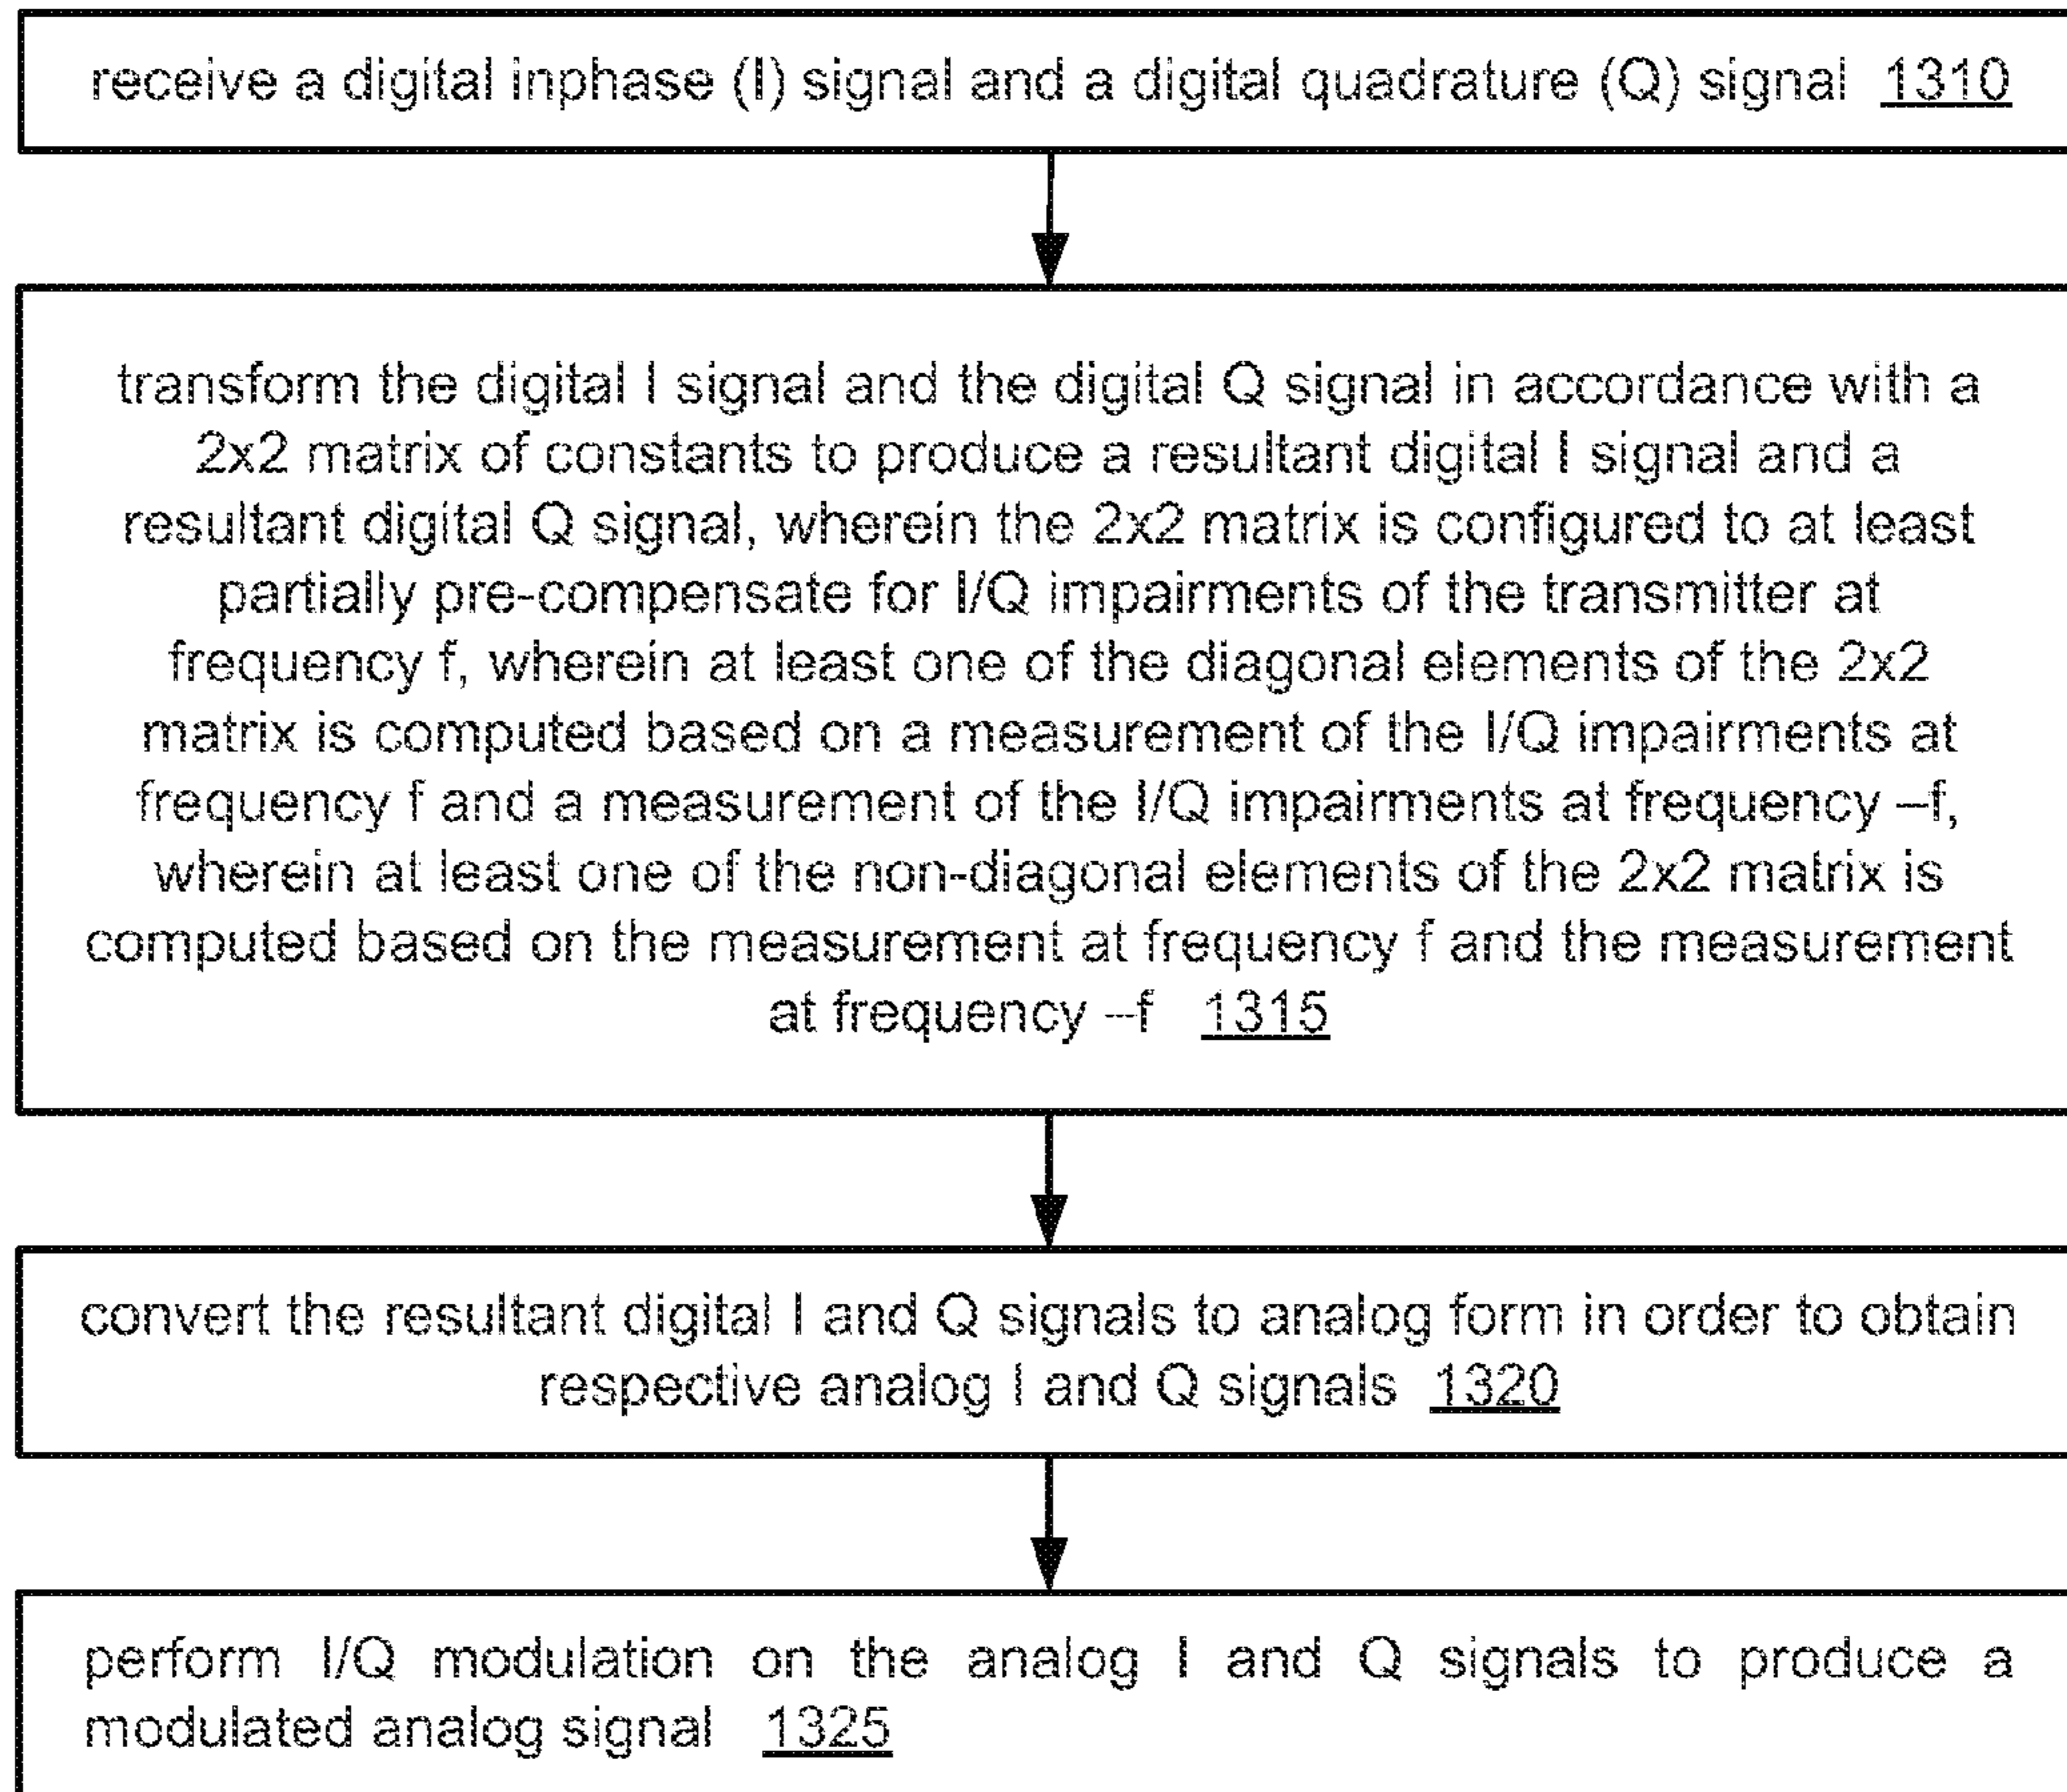 receive a digital inphase (I) signal and a digital quadrature (Q) signal 1310
transform the digital I signal and the digital Q signal in accordance with a
2x2 matrix of constants to produce a resultant digital I signal and a
resultant digital Q signal, wherein the 2x2 matrix is configured to at least
partially pre-compensate for I/Q impairments of the transmitter at
frequency f, wherein at least one of the diagonal elements of the 2x2
matrix is computed based on a measurement of the I/Q impairments at
frequency f and a measurement of the I/Q impairments at frequency –f,
wherein at least one of the non-diagonal elements of the 2x2 matrix is
computed based on the measurement at frequency f and the measurement
at frequency –f 1315
convert the resultant digital I and Q signals to analog form in order to obtain
respective analog I and Q signals 1320
perform I/Q modulation on the analog I and Q signals to produce a
modulated analog signal 1325